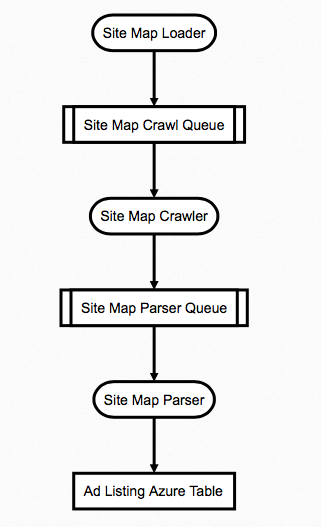 Site Map Loader
Site Map Crawl Queue
Site Map Crawler
Site Map Parser Queue
Site Map Parser
Ad Listing Azure Table